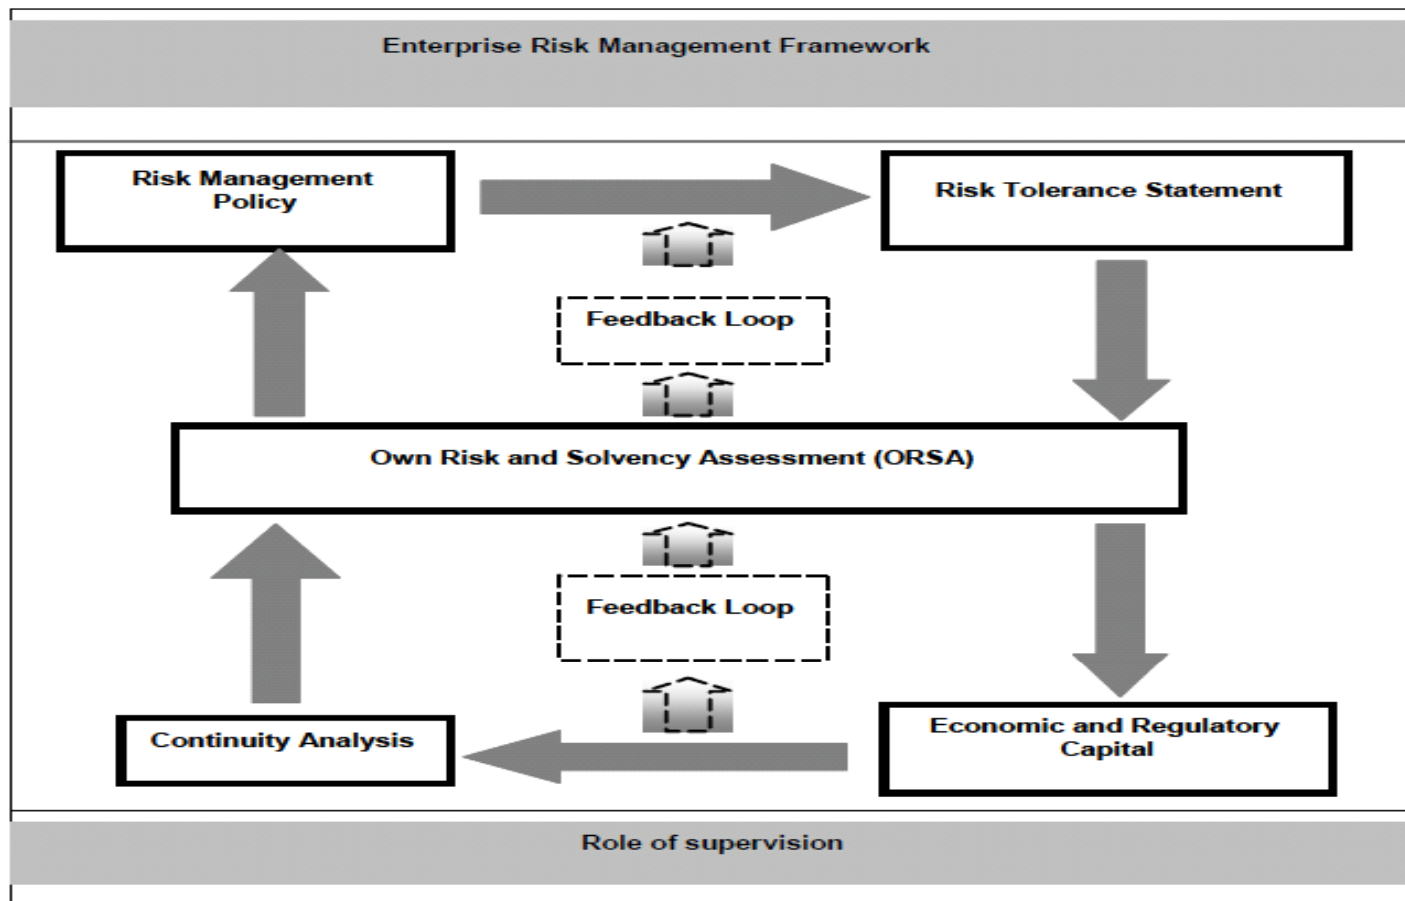 Enterprise Risk Management Framework
Risk Management
Policy
Risk Tolerance Statement
Feedback Loop
Own Risk and Solvency Assessment (ORSA)
Feedback Loop
Continuity Analysis
Economic and Regulatory
Capital
Role of supervision